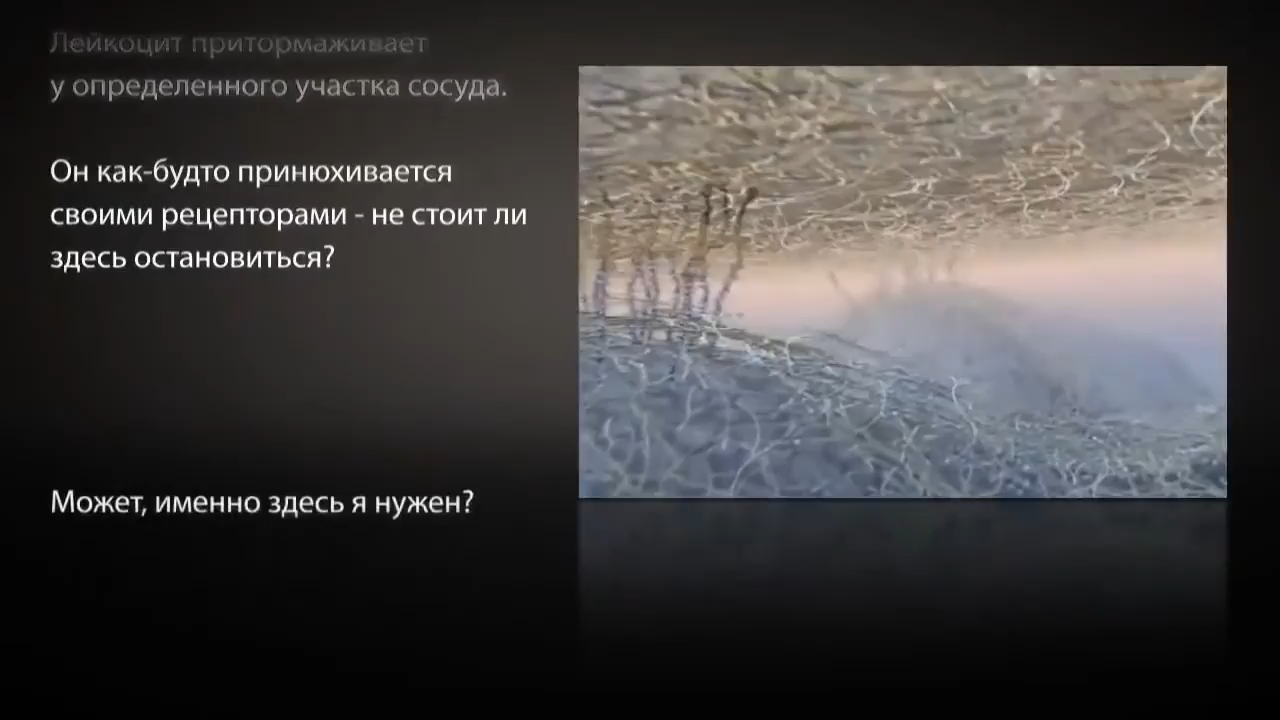 Лейкоцит притормаживает
у определенного участка сосуда.
Он как-будто принюхивается
своими рецепторами - не стоит ли
здесь остановиться?
Может, именно здесь я нужен?